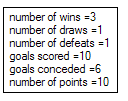 number of wins =3
number of draws =1
number of defeats =1
goals scored =10
goals conceded =6
number of points =10